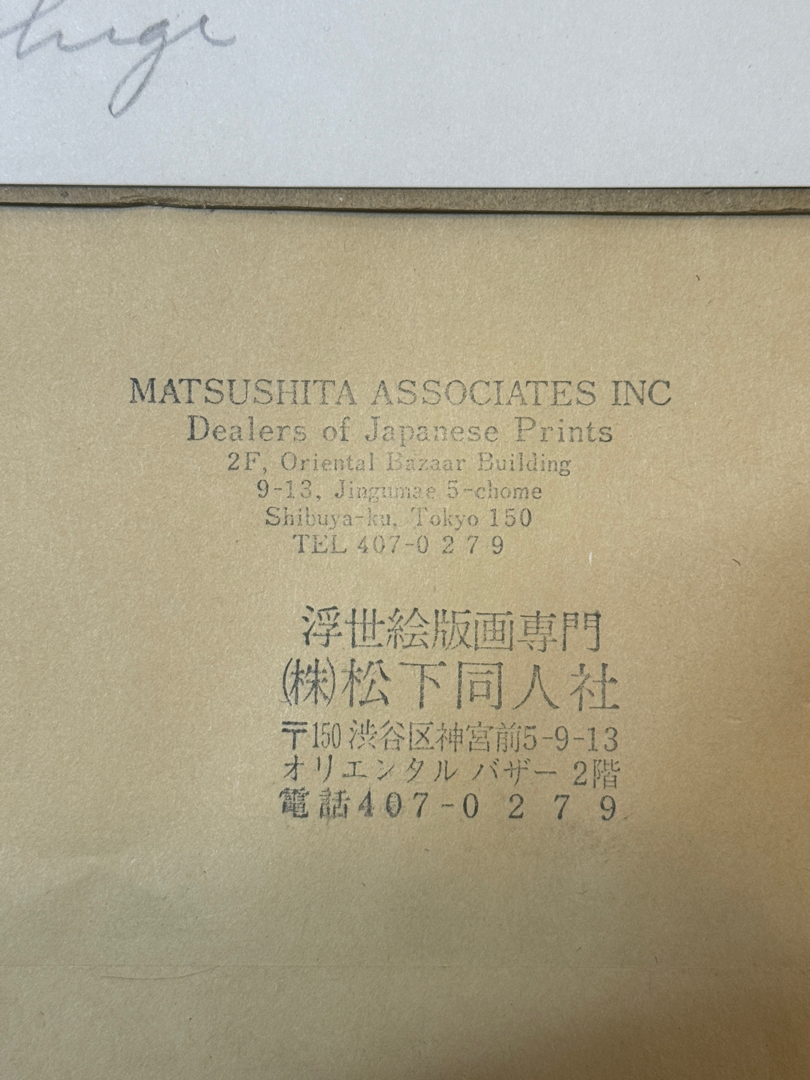 MATSUSHITA ASSOCIATES INC
Dealers of Japanese Prints
2F, Oriental Bazaar Building
9-13, Jingumae 5-chome
Shibuya-ku, Tokyo 150
TEL 407-0 2 7 9
浮世絵版画専門
(株)松下同人社
〒150 渋谷区神宮前5-9-13
オリエンタル バザー 2階
電話407-0 2 7 9